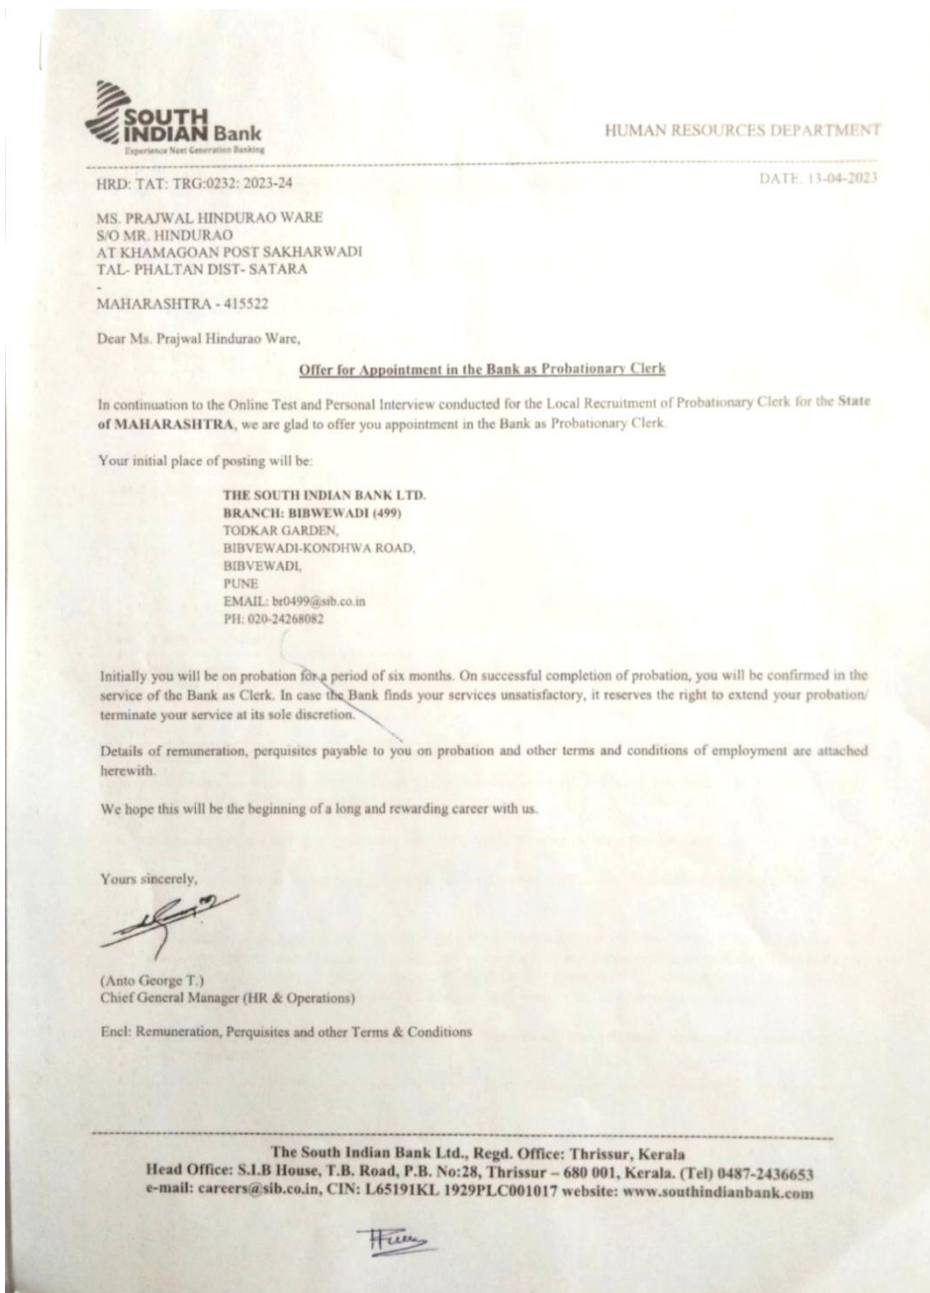 SOUTH
INDIAN Bank
Experience Next Generation Banking
HUMAN RESOURCES DEPARTMENT
HRD: TAT: TRG:0232: 2023-24
DATE: 13-04-2023
MS. PRAJWAL HINDURAO WARE
S/O MR. HINDURAO
AT KHAMAGOAN POST SAKHARWADI
TAL- PHALTAN DIST- SATARA
-
MAHARASHTRA - 415522
Dear Ms. Prajwal Hindurao Ware,
Offer for Appointment in the Bank as Probationary Clerk
In continuation to the Online Test and Personal Interview conducted for the Local Recruitment of Probationary Clerk for the State
of MAHARASHTRA, we are glad to offer you appointment in the Bank as Probationary Clerk.
Your initial place of posting will be:
THE SOUTH INDIAN BANK LTD.
BRANCH: BIBWEWADI (499)
TODKAR GARDEN,
BIBVEWADI-KONDHWA ROAD,
BIBVEWADI,
PUNE
EMAIL: br0499@sib.co.in
PH: 020-24268082
Initially you will be on probation for a period of six months. On successful completion of probation, you will be confirmed in the
service of the Bank as Clerk. In case the Bank finds your services unsatisfactory, it reserves the right to extend your probation/
terminate your service at its sole discretion.
Details of remuneration, perquisites payable to you on probation and other terms and conditions of employment are attached
herewith.
We hope this will be the beginning of a long and rewarding career with us.
Yours sincerely,
(Anto George T.)
Chief General Manager (HR & Operations)
Encl: Remuneration, Perquisites and other Terms & Conditions
The South Indian Bank Ltd., Regd. Office: Thrissur, Kerala
Head Office: S.I.B House, T.B. Road, P.B. No:28, Thrissur – 680 001, Kerala. (Tel) 0487-2436653
e-mail: careers@sib.co.in, CIN: L65191KL 1929PLC001017 website: www.southindianbank.com